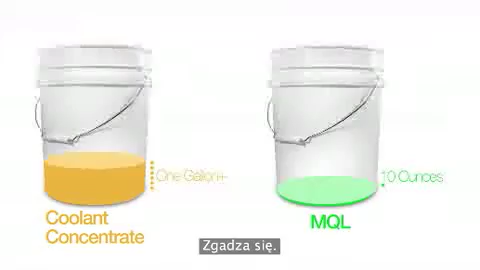 One Gallon+
10 Ounces
Coolant
Concentrate
MQL
Zgadza się.